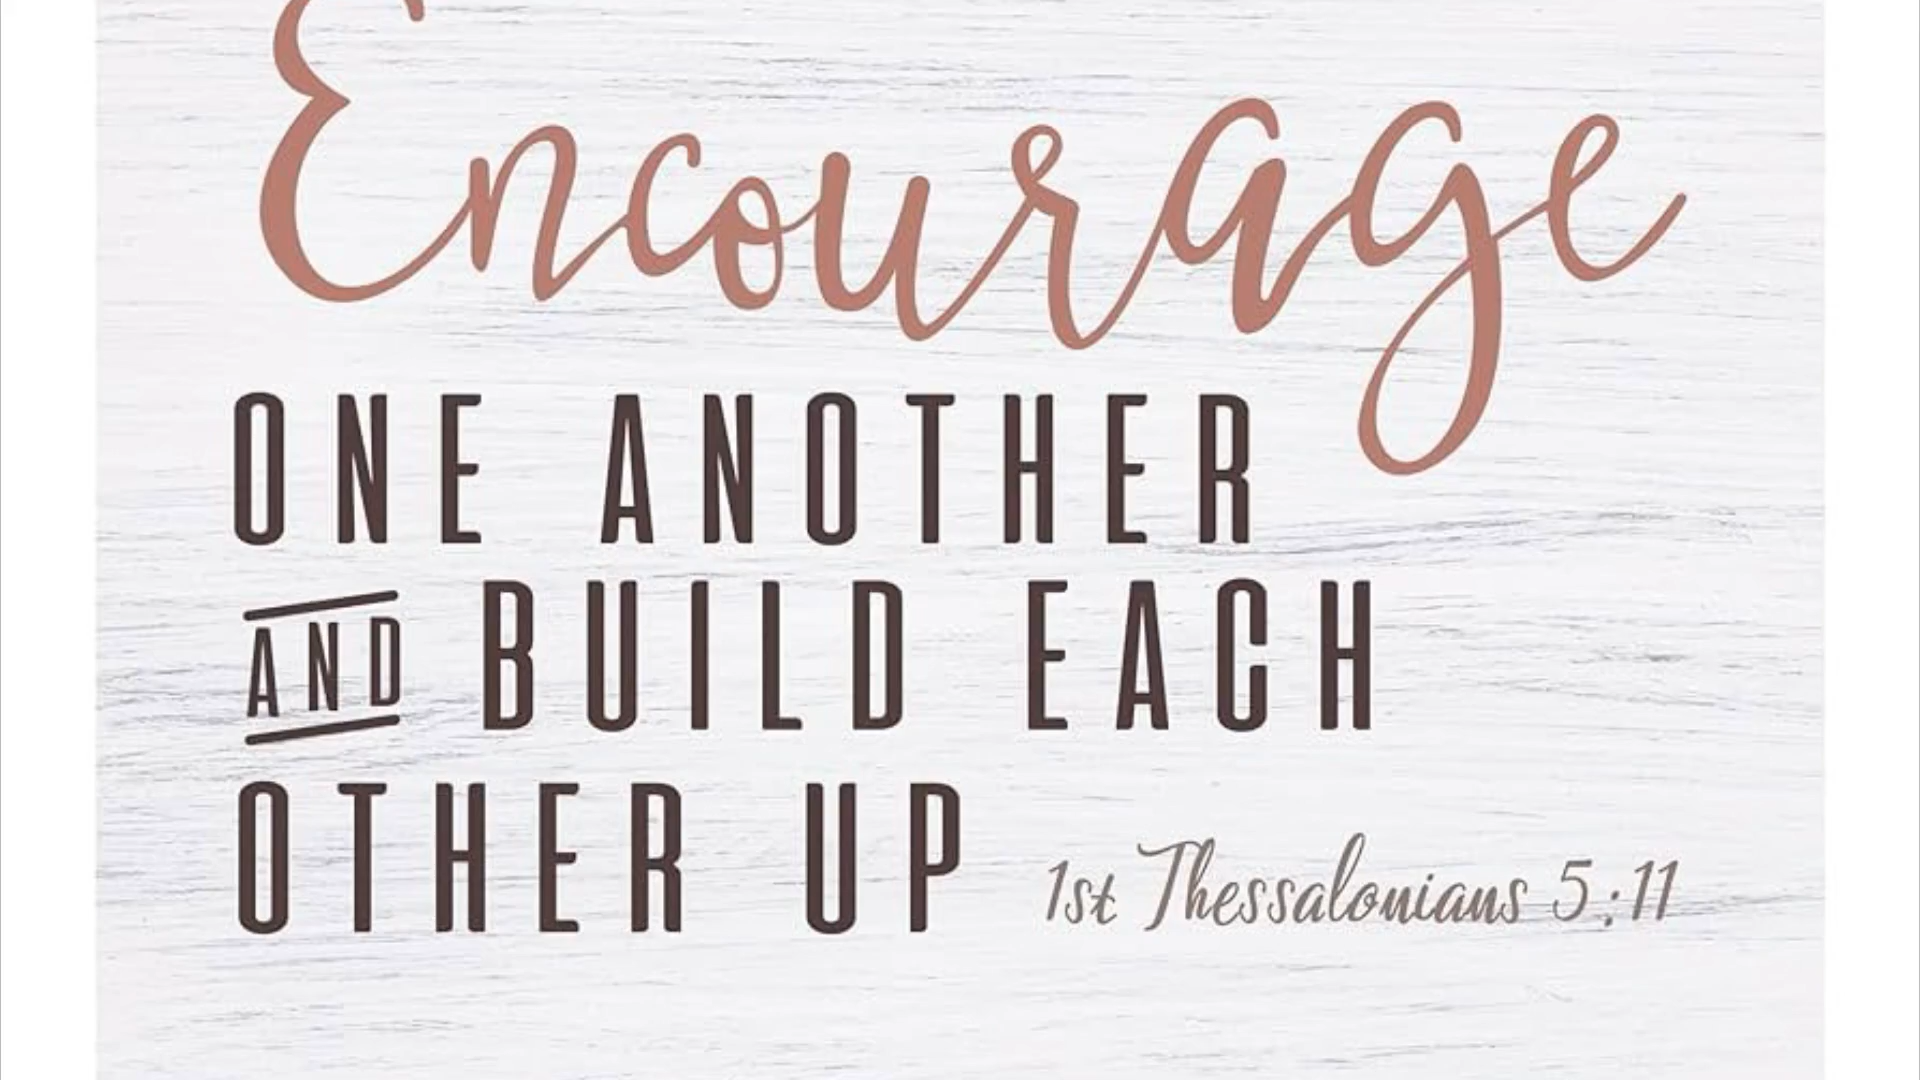 Encourage
ONE ANOTHER
AND BUILD EACH
OTHER UP 1st Thessalonians 5:11